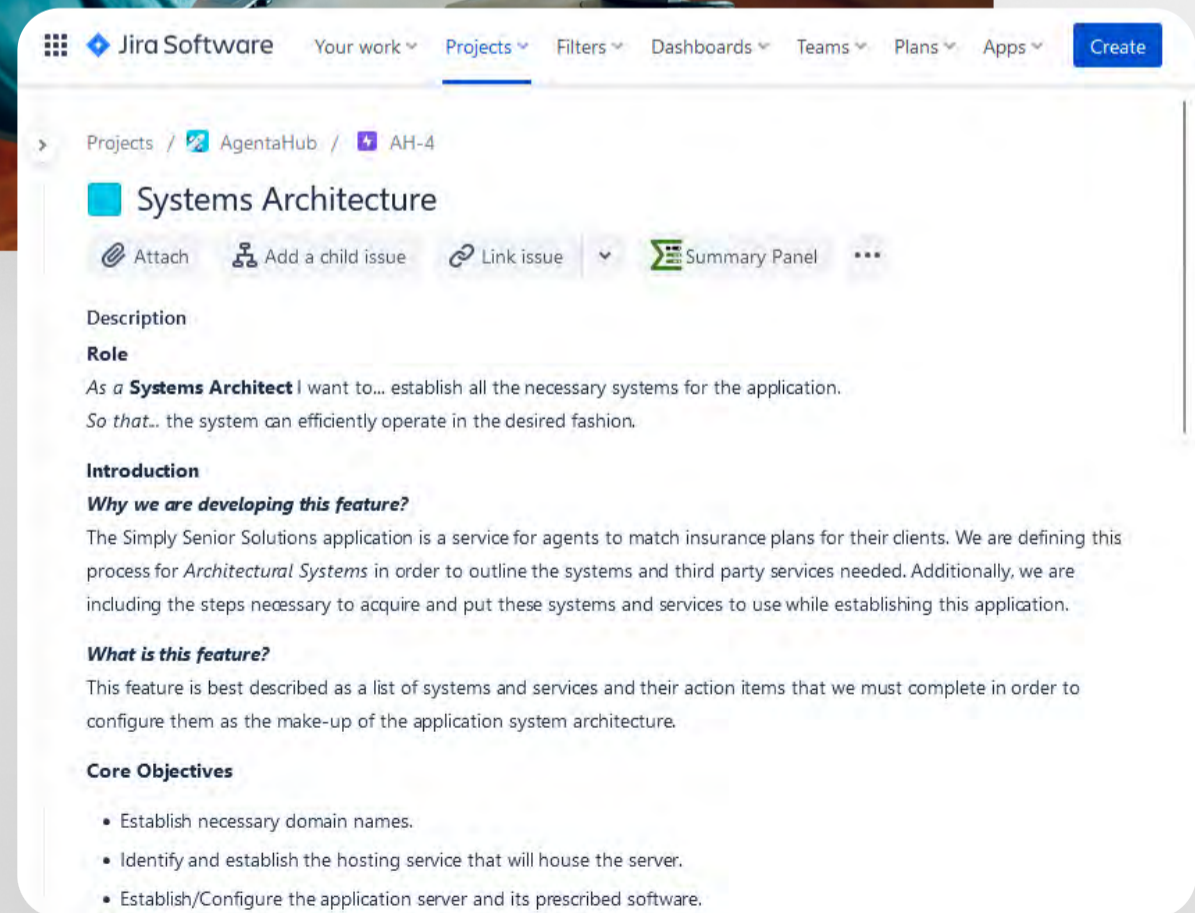 Jira Software Your work Projects Filters Dashboards Teams Plans Apps Create
Projects / AgentaHub / AH-4
Systems Architecture
Attach Add a child issue Link issue Summary Panel
Description
Role
As a Systems Architect I want to... establish all the necessary systems for the application.
So that... the system can efficiently operate in the desired fashion.
Introduction
Why we are developing this feature?
The Simply Senior Solutions application is a service for agents to match insurance plans for their clients. We are defining this
process for Architectural Systems in order to outline the systems and third party services needed. Additionally, we are
including the steps necessary to acquire and put these systems and services to use while establishing this application.
What is this feature?
This feature is best described as a list of systems and services and their action items that we must complete in order to
configure them as the make-up of the application system architecture.
Core Objectives
• Establish necessary domain names.
• Identify and establish the hosting service that will house the server.
• Establish/Configure the application server and its prescribed software.